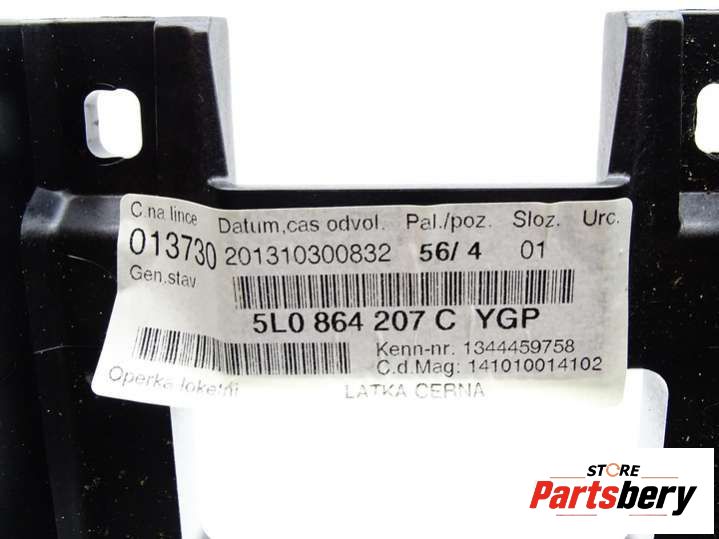 C.na lince Datum,cas odvol. Pal./poz. Sloz. Urc.
013730 201310300832 56/ 4 01
Gen.stav
5L0 864 207 C YGP
Kenn-nr. 1344459758
C.d.Mag: 141010014102
Operka loketni LATKA CERNA
STORE
Partsbery